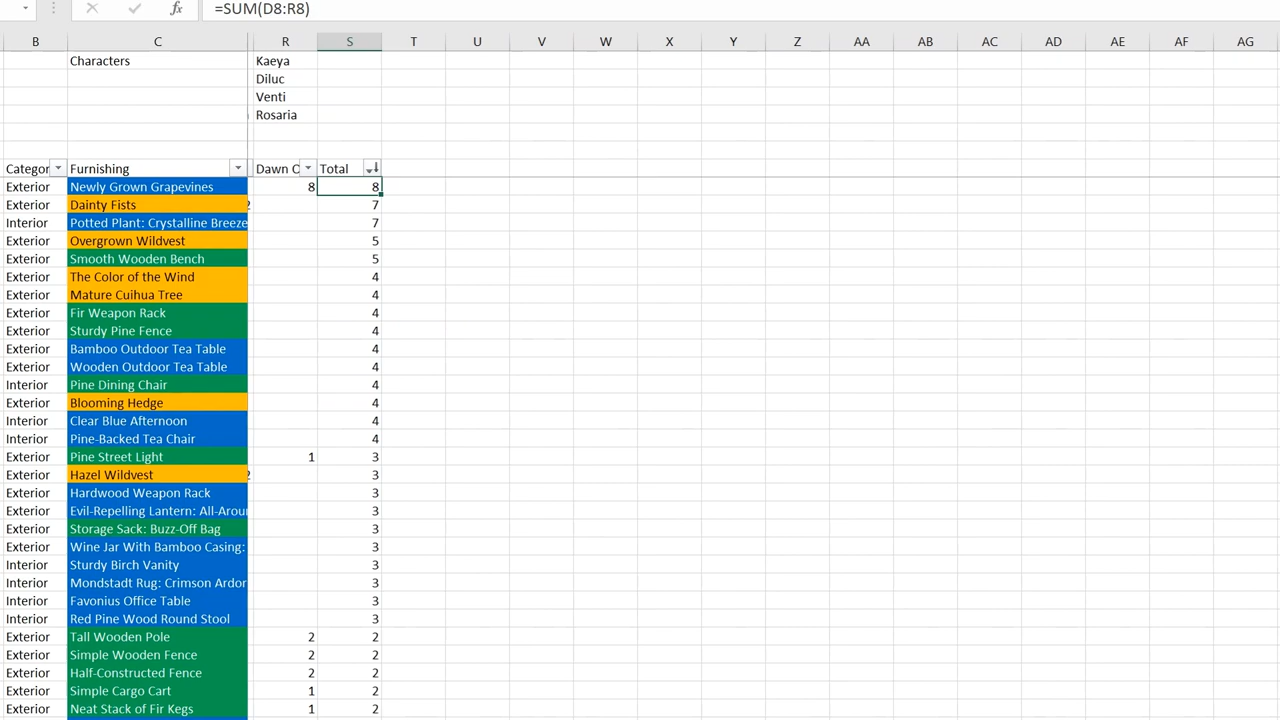 =SUM(D8:R8)
B C R S T U V W X Y Z AA AB AC AD AE AF AG
Characters Kaeya
Diluc
Venti
Rosaria
Categor Furnishing Dawn O Total
Exterior Newly Grown Grapevines 8 8
Exterior Dainty Fists 2 7
Interior Potted Plant: Crystalline Breeze 7
Exterior Overgrown Wildvest 5
Exterior Smooth Wooden Bench 5
Exterior The Color of the Wind 4
Exterior Mature Cuihua Tree 4
Exterior Fir Weapon Rack 4
Exterior Sturdy Pine Fence 4
Exterior Bamboo Outdoor Tea Table 4
Exterior Wooden Outdoor Tea Table 4
Interior Pine Dining Chair 4
Exterior Blooming Hedge 4
Interior Clear Blue Afternoon 4
Interior Pine-Backed Tea Chair 4
Exterior Pine Street Light 1 3
Exterior Hazel Wildvest 2 3
Exterior Hardwood Weapon Rack 3
Exterior Evil-Repelling Lantern: All-Arou 3
Exterior Storage Sack: Buzz-Off Bag 3
Exterior Wine Jar With Bamboo Casing: 3
Interior Sturdy Birch Vanity 3
Interior Mondstadt Rug: Crimson Ardor 3
Interior Favonius Office Table 3
Interior Red Pine Wood Round Stool 3
Exterior Tall Wooden Pole 2 2
Exterior Simple Wooden Fence 2 2
Exterior Half-Constructed Fence 2 2
Exterior Simple Cargo Cart 1 2
Exterior Neat Stack of Fir Kegs 1 2